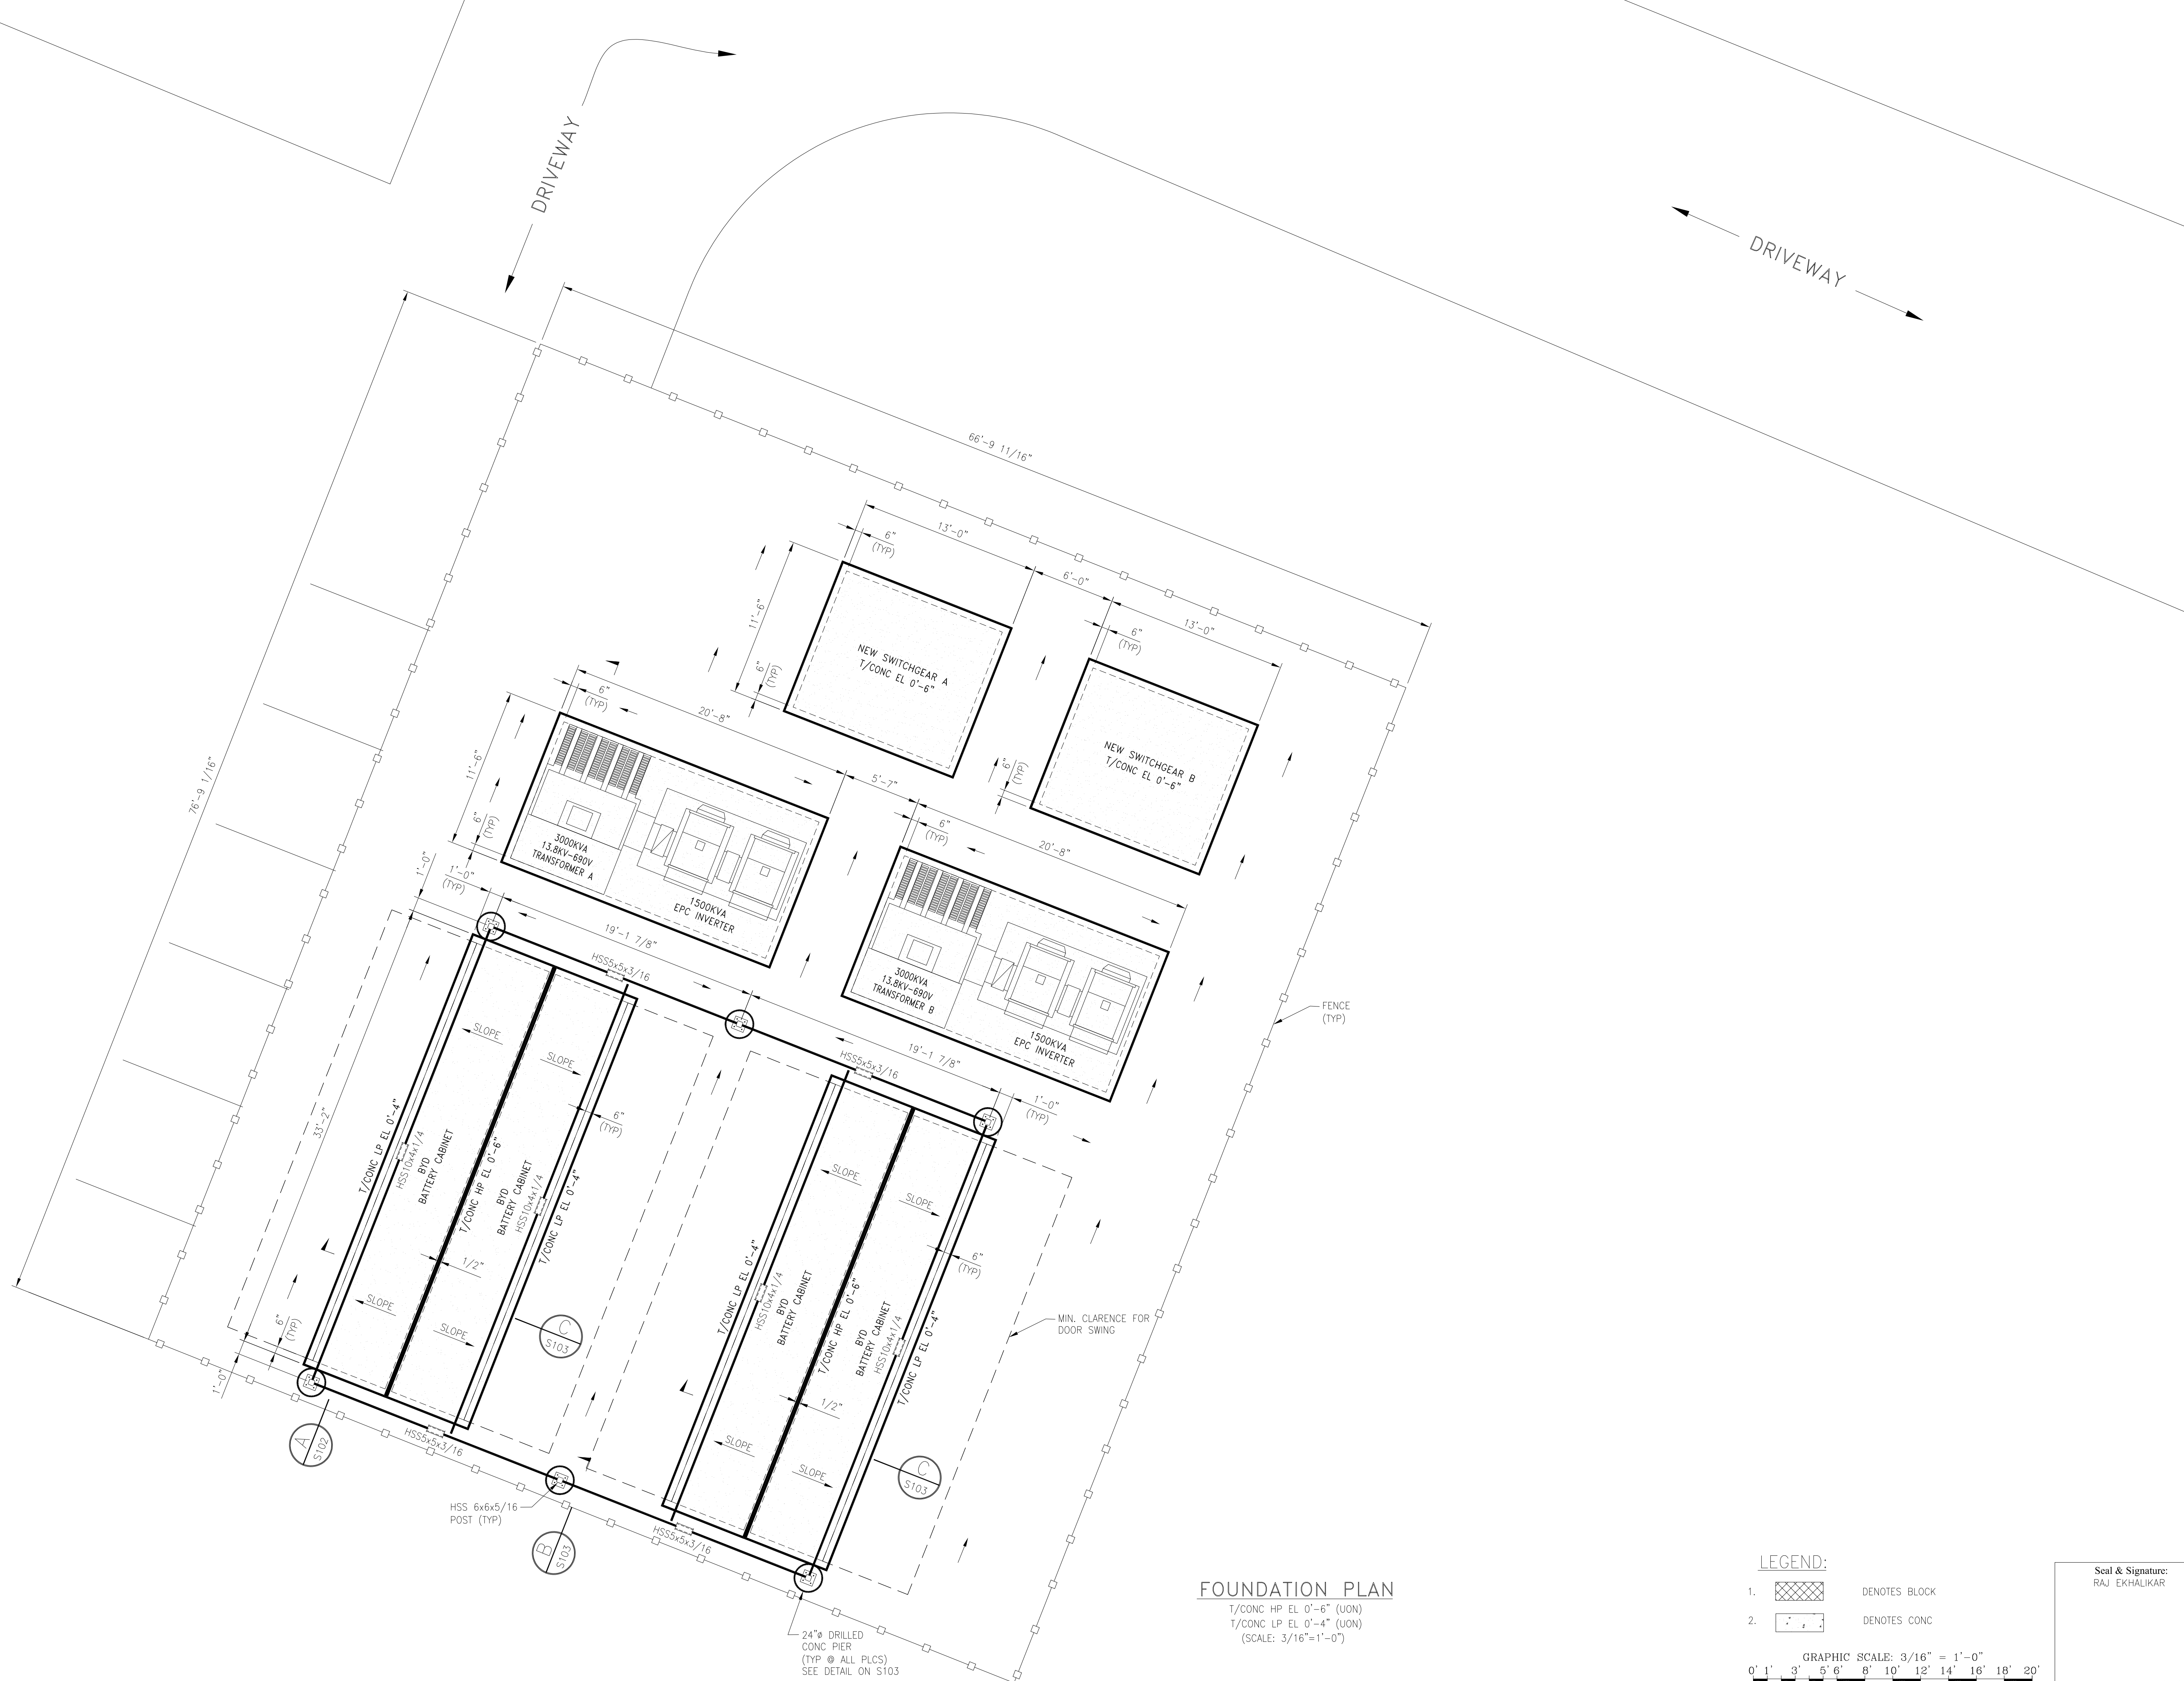 DRIVEWAY
DRIVEWAY
66'-9 11/16"
76'-9 1/16"
13'-0"
6'-0"
13'-0"
6"
(TYP)
6"
(TYP)
11'-6"
6"
(TYP)
6"
(TYP)
NEW SWITCHGEAR A
T/CONC EL 0'-6"
NEW SWITCHGEAR B
T/CONC EL 0'-6"
6"
(TYP)
20'-8"
5'-7"
20'-8"
6"
(TYP)
11'-6"
6"
(TYP)
3000KVA
13.8KV-690V
TRANSFORMER A
1500KVA
EPC INVERTER
3000KVA
13.8KV-690V
TRANSFORMER B
1500KVA
EPC INVERTER
1'-0"
1'-0"
(TYP)
19'-1 7/8"
19'-1 7/8"
1'-0"
(TYP)
HSS5x5x3/16
HSS5x5x3/16
FENCE
(TYP)
33'-2"
SLOPE
SLOPE
6"
(TYP)
T/CONC LP EL 0'-4"
HSS10x4x1/4
BYD
BATTERY CABINET
T/CONC HP EL 0'-6"
BYD
BATTERY CABINET
HSS10x4x1/4
T/CONC LP EL 0'-4"
1/2"
SLOPE
SLOPE
SLOPE
SLOPE
6"
(TYP)
T/CONC LP EL 0'-4"
HSS10x4x1/4
BYD
BATTERY CABINET
T/CONC HP EL 0'-6"
BYD
BATTERY CABINET
HSS10x4x1/4
T/CONC LP EL 0'-4"
1/2"
SLOPE
SLOPE
MIN. CLARENCE FOR
DOOR SWING
6"
(TYP)
1'-0"
C
S103
C
S103
A
S102
B
S103
HSS5x5x3/16
HSS5x5x3/16
HSS 6x6x5/16
POST (TYP)
24"ø DRILLED
CONC PIER
(TYP @ ALL PLCS)
SEE DETAIL ON S103
FOUNDATION PLAN
T/CONC HP EL 0'-6" (UON)
T/CONC LP EL 0'-4" (UON)
(SCALE: 3/16"=1'-0")
LEGEND:
1. DENOTES BLOCK
2. DENOTES CONC
GRAPHIC SCALE: 3/16" = 1'-0"
0' 1' 3' 5' 6' 8' 10' 12' 14' 16' 18' 20'
Seal & Signature:
RAJ EKHALIKAR